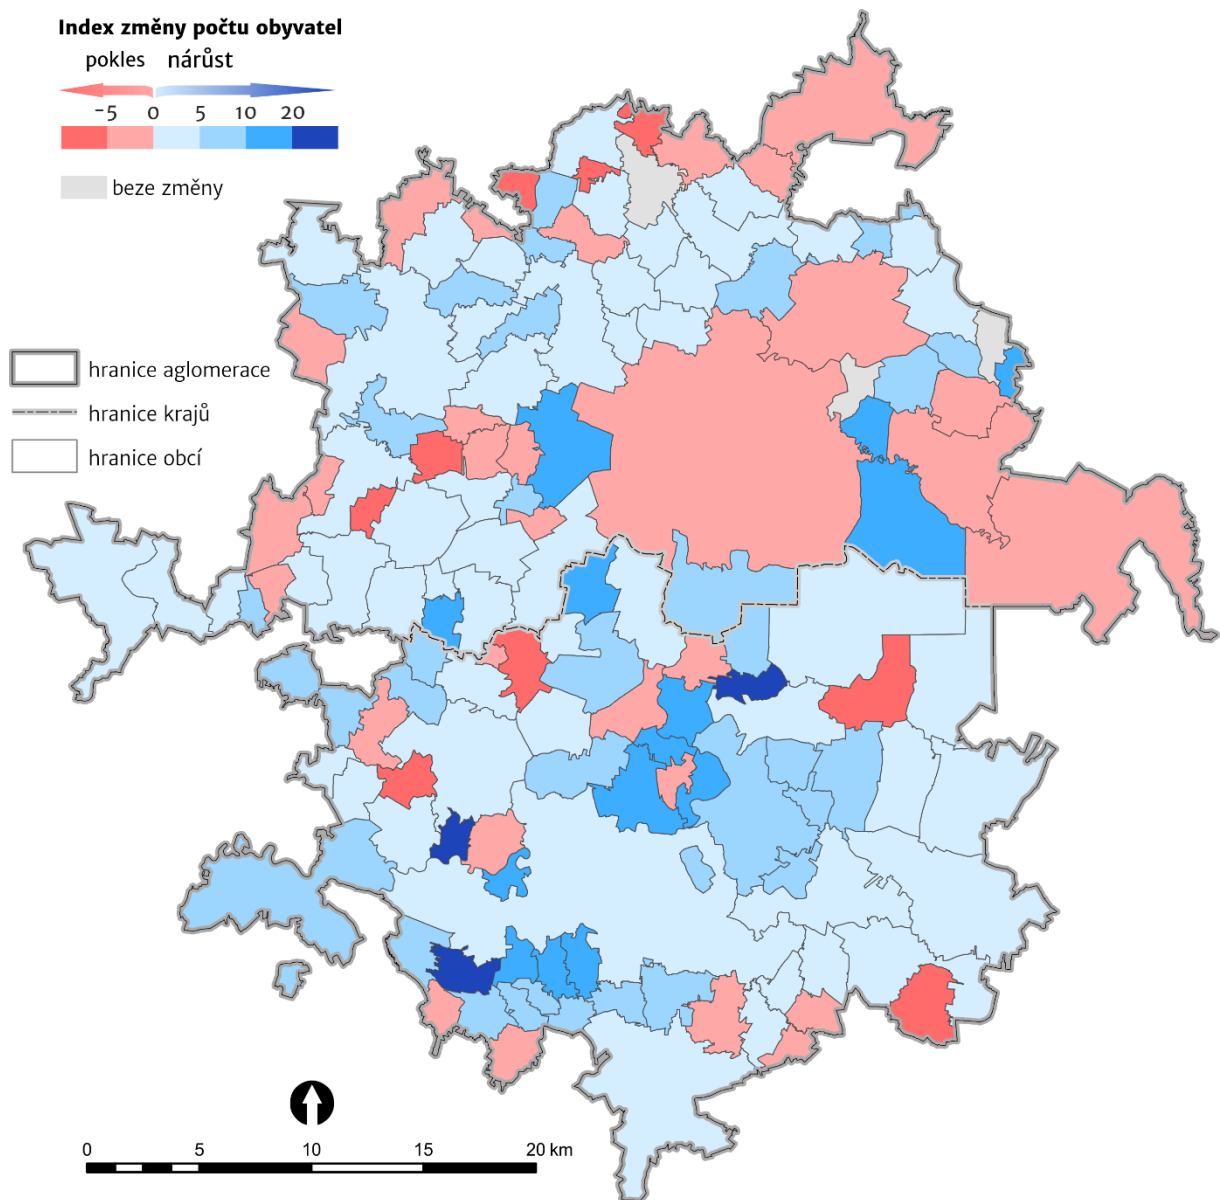 Index změny počtu obyvatel
pokles nárůst
-5 0 5 10 20
beze změny
hranice aglomerace
hranice krajů
hranice obcí
0 5 10 15 20 km